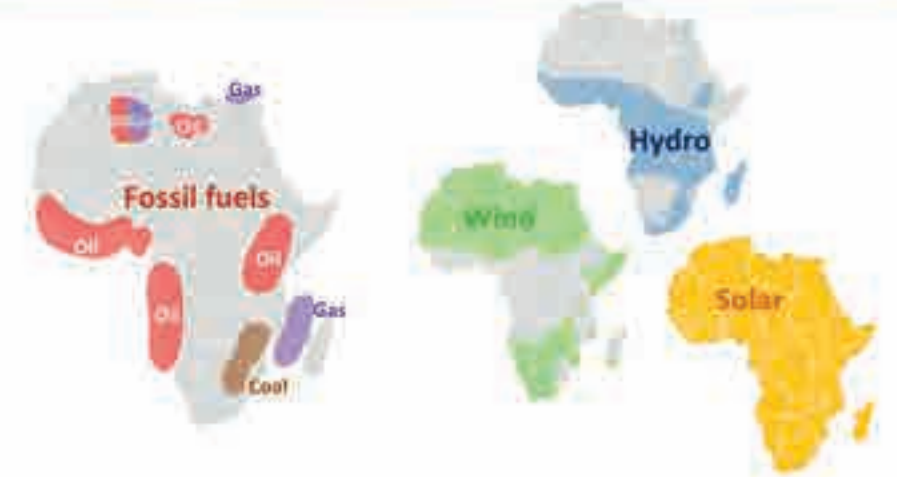 Gas
Oil
Fossil fuels
Oil
Oil
Oil
Gas
Coal
Hydro
Wind
Solar